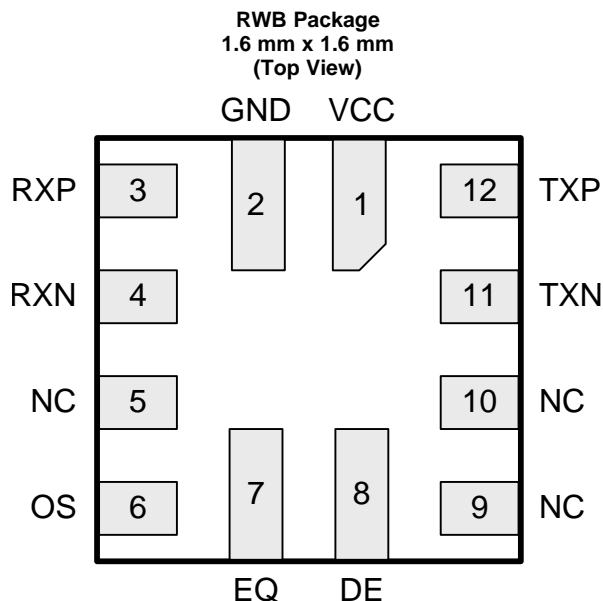 RWB Package
1.6 mm x 1.6 mm
(Top View)
GND VCC
RXP 3 2 1 12 TXP
RXN 4 11 TXN
NC 5 10 NC
OS 6 7 8 9 NC
EQ DE